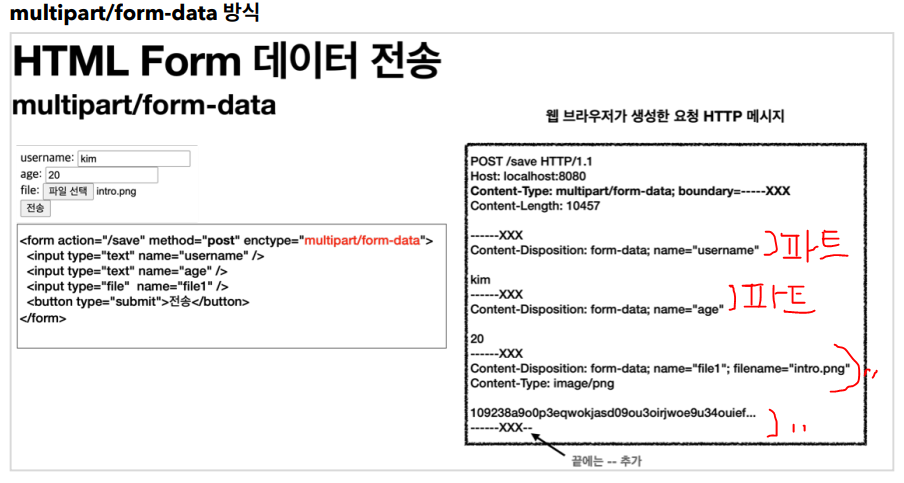 multipart/form-data 방식
HTML Form 데이터 전송
multipart/form-data
username: kim
age: 20
file: 파일 선택 intro.png
전송
<form action="/save" method="post" enctype="multipart/form-data">
<input type="text" name="username" />
<input type="text" name="age" />
<input type="file" name="file1" />
<button type="submit">전송</button>
</form>
웹 브라우저가 생성한 요청 HTTP 메시지
POST /save HTTP/1.1
Host: localhost:8080
Content-Type: multipart/form-data; boundary=-----XXX
Content-Length: 10457
------XXX
Content-Disposition: form-data; name="username" 파트
kim
------XXX
Content-Disposition: form-data; name="age" 파트
20
------XXX
Content-Disposition: form-data; name="file1"; filename="intro.png"
Content-Type: image/png
109238a9o0p3eqwokjasd09ou3oirjwoe9u34ouief...
------XXX--
끝에는 -- 추가